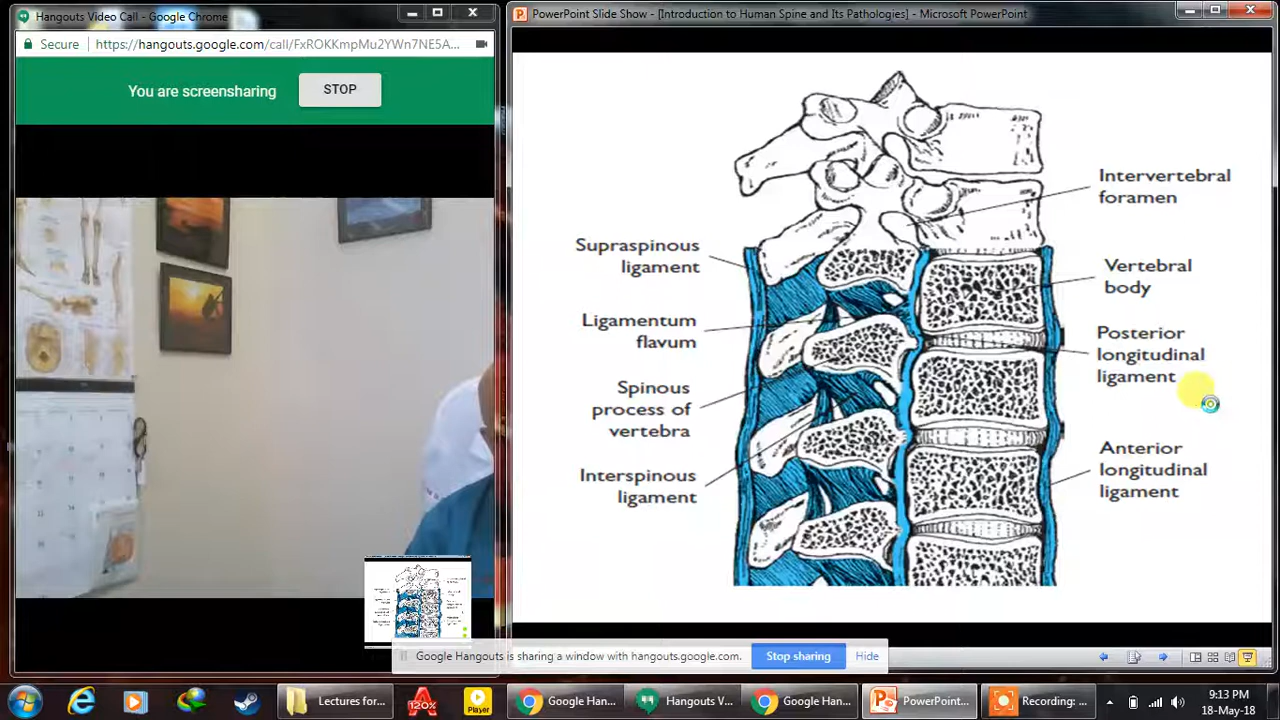 Hangouts Video Call - Google Chrome
Secure https://hangouts.google.com/call/FxROKKmpMu2YWn7NE5A...
You are screensharing STOP
PowerPoint Slide Show - [Introduction to Human Spine and Its Pathologies] - Microsoft PowerPoint
Intervertebral
foramen
Supraspinous
ligament
Vertebral
body
Ligamentum
flavum
Posterior
longitudinal
ligament
Spinous
process of
vertebra
Anterior
longitudinal
ligament
Interspinous
ligament
Google Hangouts is sharing a window with hangouts.google.com. Stop sharing Hide
Lectures for...
120%
Player
Google Han...
Hangouts V...
Google Han...
PowerPoint...
Recording: ...
9:13 PM
18-May-18